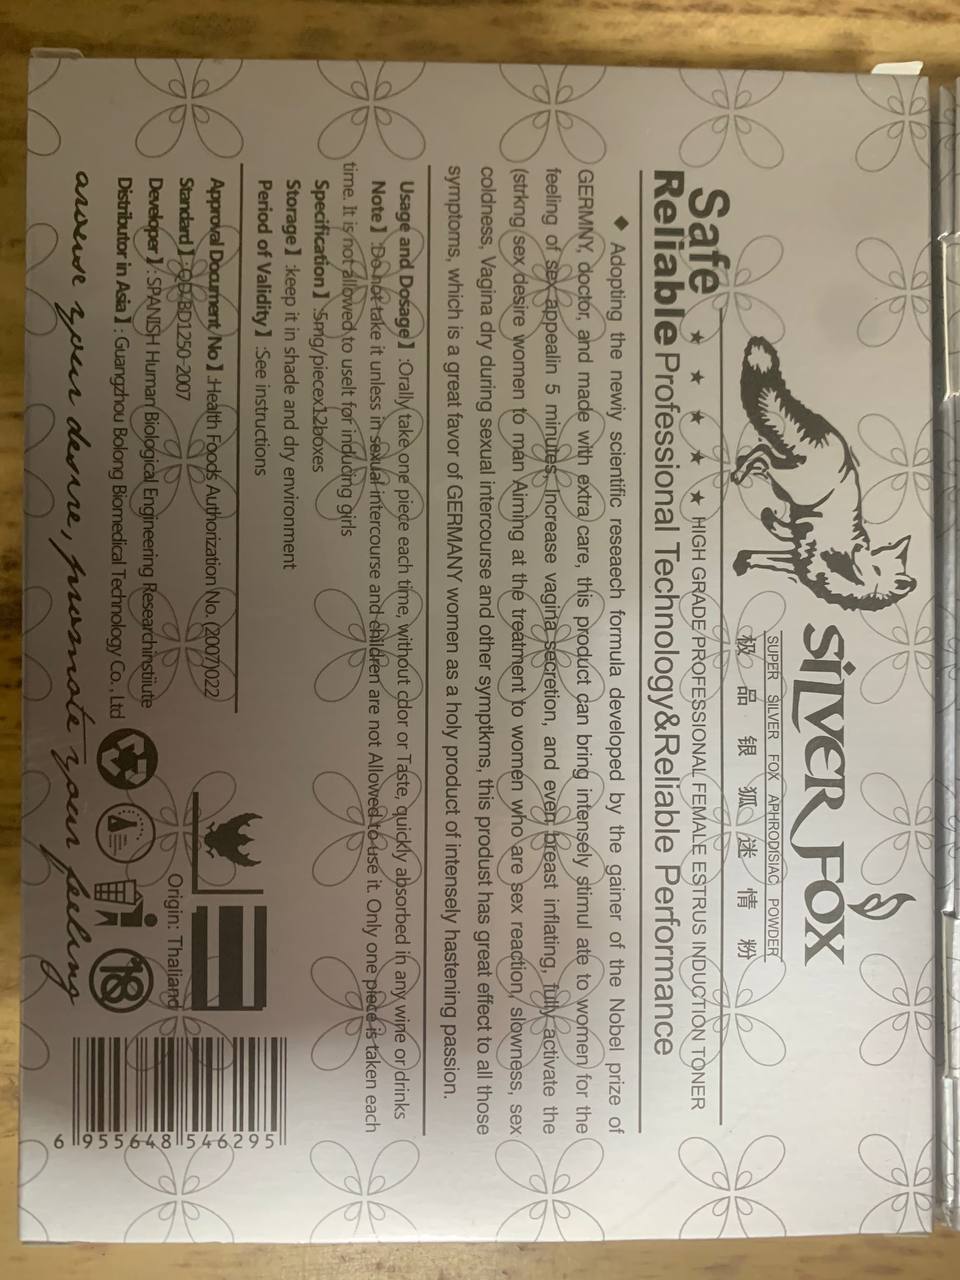 SiLVER FOX
SUPER SILVER FOX APHRODISIAC POWDER
极品银狐迷情粉
Safe
★ ★ ★ ★ ★ HIGH GRADE PROFESSIONAL FEMALE ESTRUS INDUCTION TONER
Reliable Professional Technology&Reliable Performance
◆ Adopting the newiy scientific reseaech formula developed by the gainer of the Nobel prize of
GERMNY, doctor, and made with extra care, this product can bring intensely stimul ate to women for the
feeling of sex appealin 5 minutes, Increase vagina secretion, and even breast inflating, fully activate the
(strkng sex desire women to man Aiming at the treatment to women who are sex reaction, slowness, sex
coldness, Vagina dry during sexual intercourse and other symptkms, this produst has great effect to all those
symptoms, which is a great favor of GERMANY women as a holy product of intensely hastening passion.
Usage and Dosage】:Orally take one piece each time, without cdor or Taste, quickly absorbed in any wine or drinks
Note】:Do not take it unless in sexual intercourse and children are not Allowed to use it. Only one piece is taken each
time. It is not allowed to uselt for inducing girls
Specification】:5mg/piecex12boxes
Storage】:keep it in shade and dry environment
Period of Validity】:See instructions
Approval Document No】:Health Foods Authorization No. (2007)022
Standard】:QD-BD1250-2007
Developer】: SPANISH Human Biological Engineering Researchinstiiute
Distributor in Asia】: Guangzhou Bolong Biomedical Technology Co., Ltd
Origin: Thailand
18
arouse your desire, promote your feeling
6 955648 546295